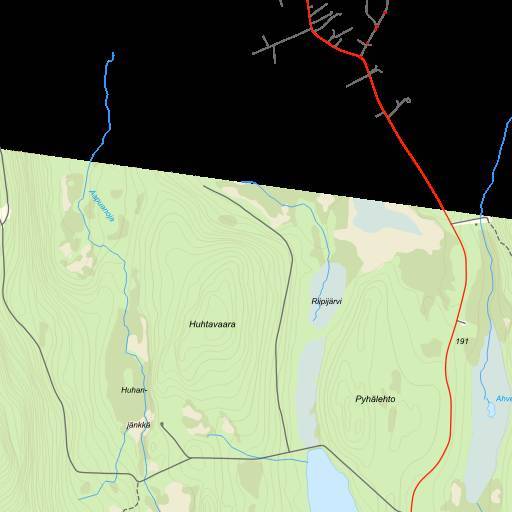 Aapuanoja
Riipijärvi
Huhtavaara
191
Huhan-
jänkkä
Pyhälehto
Ahve